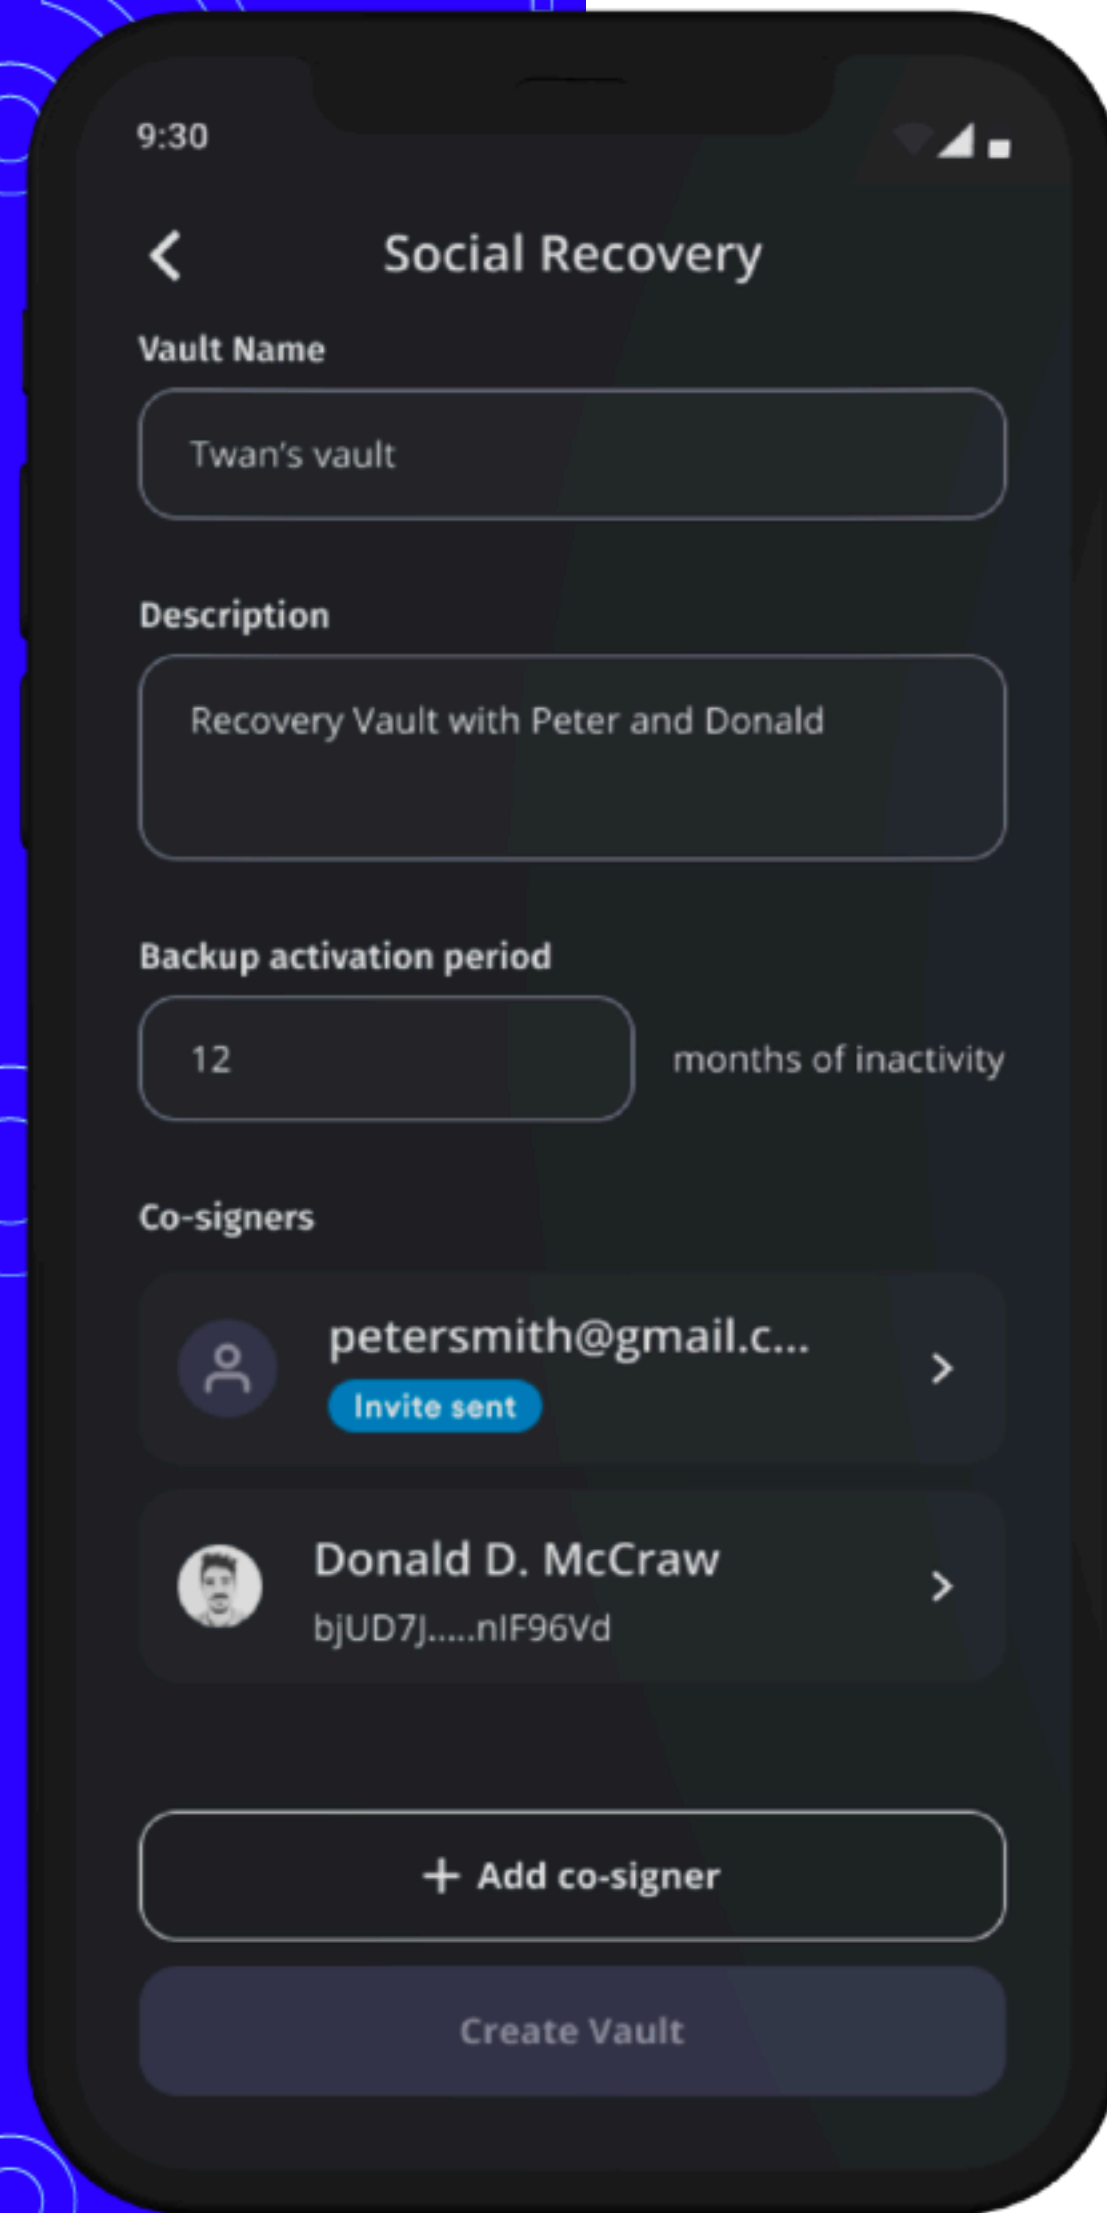 9:30
Social Recovery
Vault Name
Twan's vault
Description
Recovery Vault with Peter and Donald
Backup activation period
12
months of inactivity
Co-signers
petersmith@gmail.c...
Invite sent
Donald D. McCraw
bjUD7J.....nIF96Vd
+ Add co-signer
Create Vault